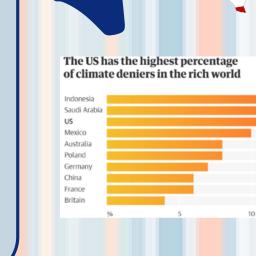 The US has the highest percentage
of climate deniers in the rich world
Indonesia
Saudi Arabia
US
Mexico
Australia
Poland
Germany
China
France
Britain
% 5 10